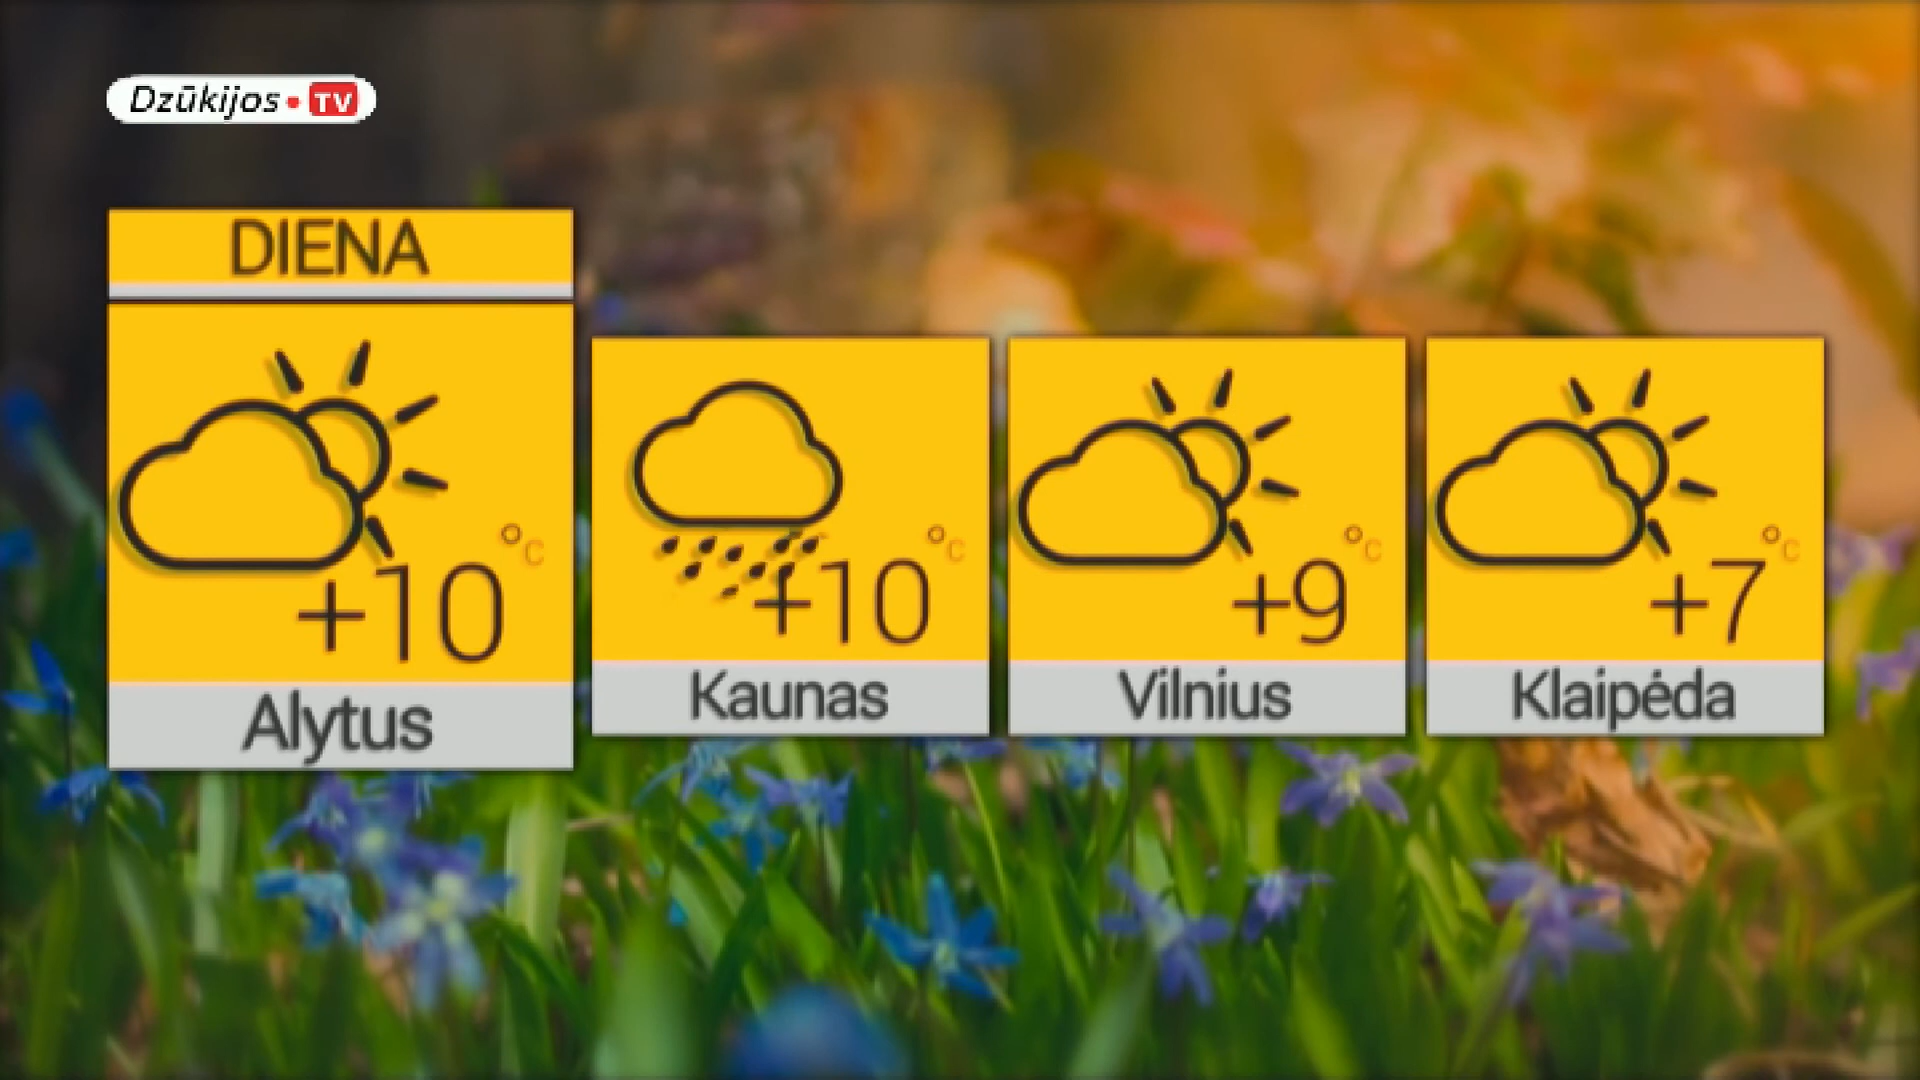 Dzūkijos TV
DIENA
+10 °C
Alytus
+10 °C
Kaunas
+9 °C
Vilnius
+7 °C
Klaipėda